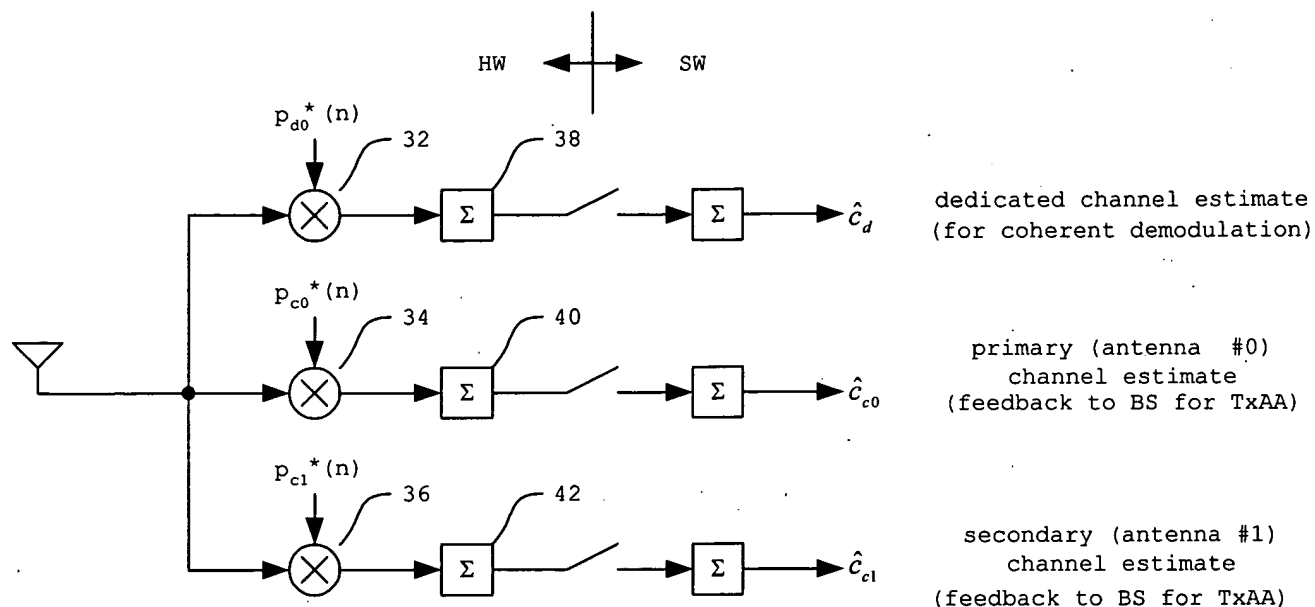 HW SW
p_d0*(n)
32 38
Σ Σ ĉ_d
dedicated channel estimate
(for coherent demodulation)
p_c0*(n)
34 40
Σ Σ ĉ_c0
primary (antenna #0)
channel estimate
(feedback to BS for TxAA)
p_c1*(n)
36 42
Σ Σ ĉ_c1
secondary (antenna #1)
channel estimate
(feedback to BS for TxAA)